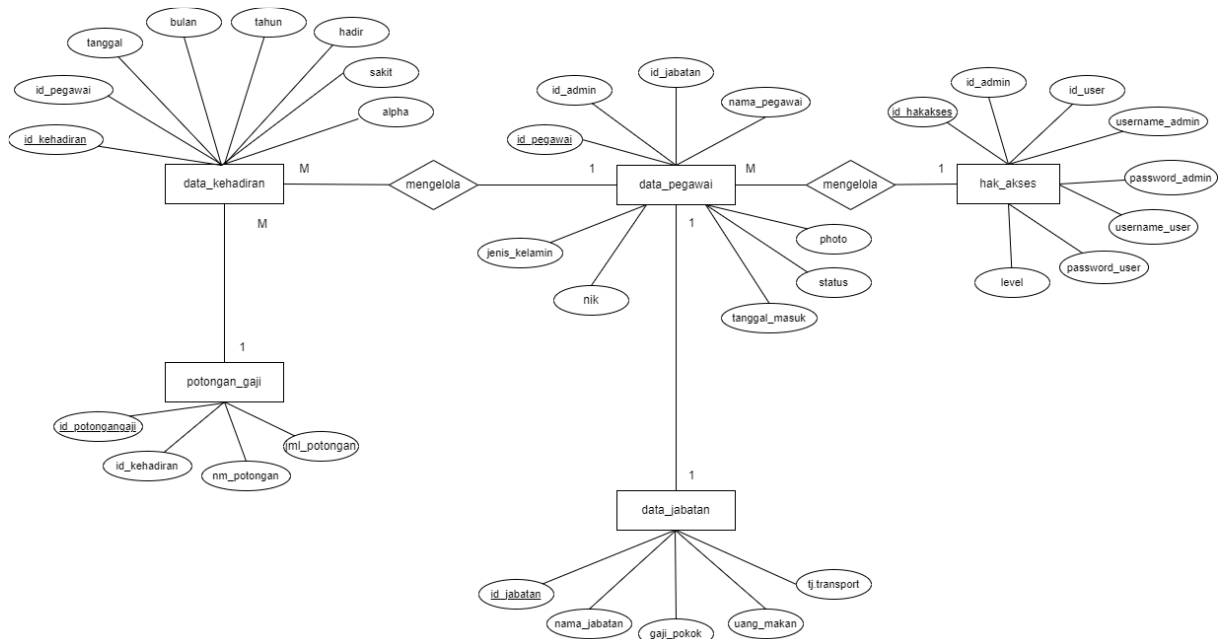 bulan
tahun
hadir
tanggal
sakit
id_pegawai
alpha
id_kehadiran
data_kehadiran
M
mengelola
1
M
id_jabatan
id_admin
nama_pegawai
id_pegawai
data_pegawai
M
mengelola
1
1
jenis_kelamin
nik
photo
status
tanggal_masuk
id_admin
id_user
id_hakakses
username_admin
hak_akses
password_admin
username_user
password_user
level
1
potongan_gaji
id_potongangaji
id_kehadiran
nm_potongan
jml_potongan
1
data_jabatan
id_jabatan
nama_jabatan
gaji_pokok
uang_makan
tj.transport